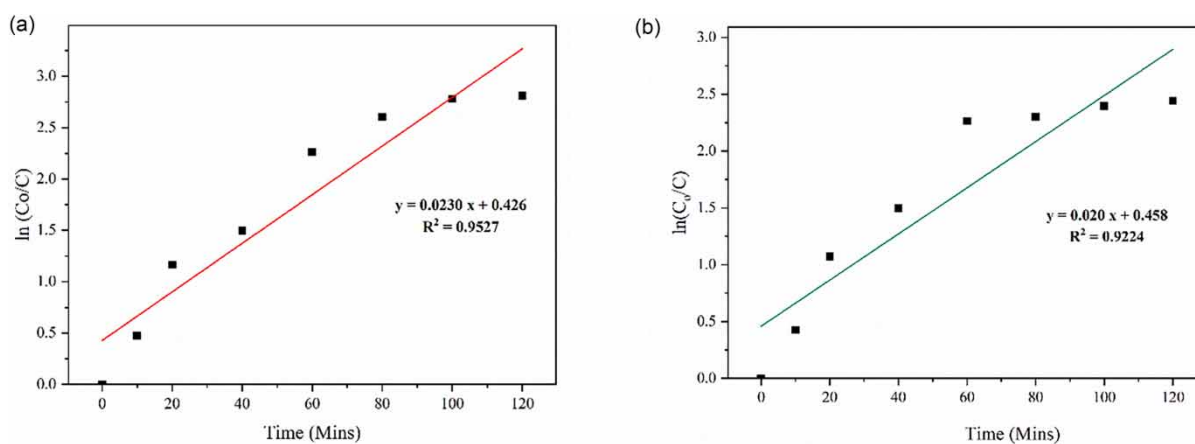 (a)
3.0
2.5
2.0
1.5
1.0
0.5
0.0
ln (Co/C)
y = 0.0230 x + 0.426
R² = 0.9527
0 20 40 60 80 100 120
Time (Mins)
(b)
3.0
2.5
2.0
1.5
1.0
0.5
0.0
ln(C₀/C)
y = 0.020 x + 0.458
R² = 0.9224
0 20 40 60 80 100 120
Time (Mins)